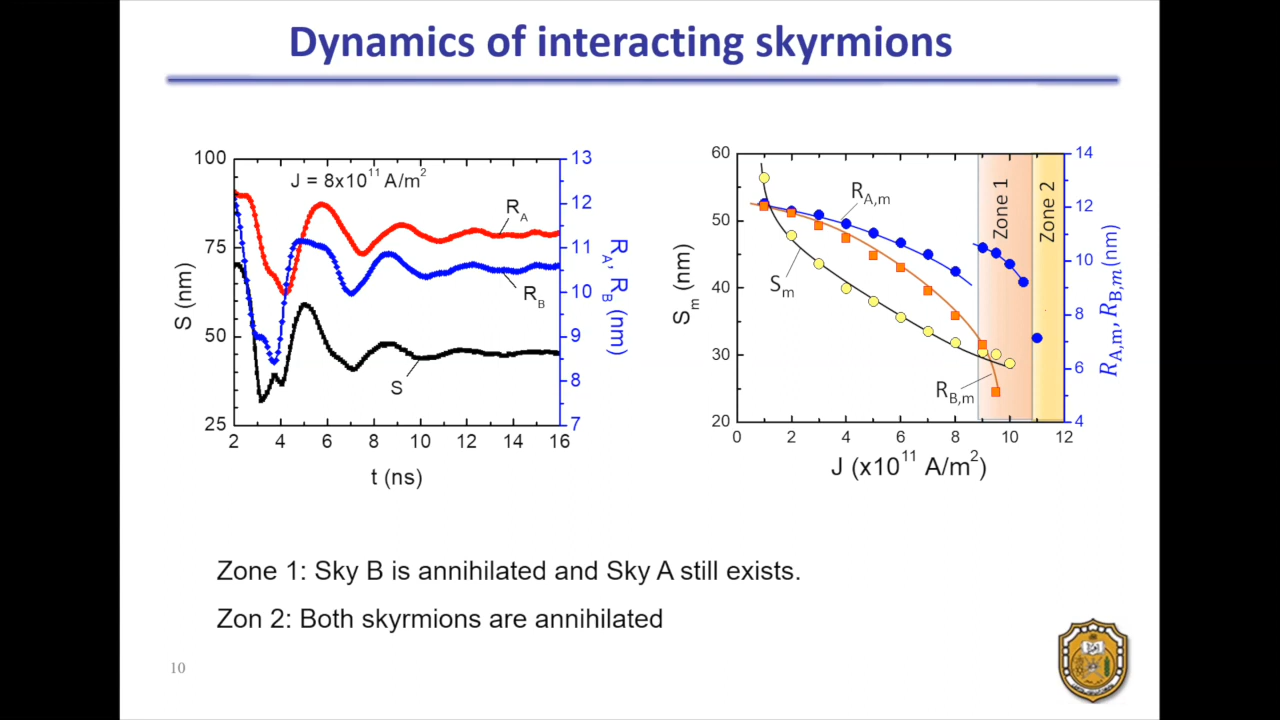 Dynamics of interacting skyrmions
J = 8x10¹¹ A/m²
100
75
50
25
S (nm)
13
12
11
10
9
8
7
R_A, R_B (nm)
R_A
R_B
S
2 4 6 8 10 12 14 16
t (ns)
60
50
40
30
20
S_m (nm)
R_A,m
S_m
R_B,m
Zone 1
Zone 2
14
12
10
8
6
4
R_A,m, R_B,m (nm)
0 2 4 6 8 10 12
J (x10¹¹ A/m²)
Zone 1: Sky B is annihilated and Sky A still exists.
Zon 2: Both skyrmions are annihilated
10